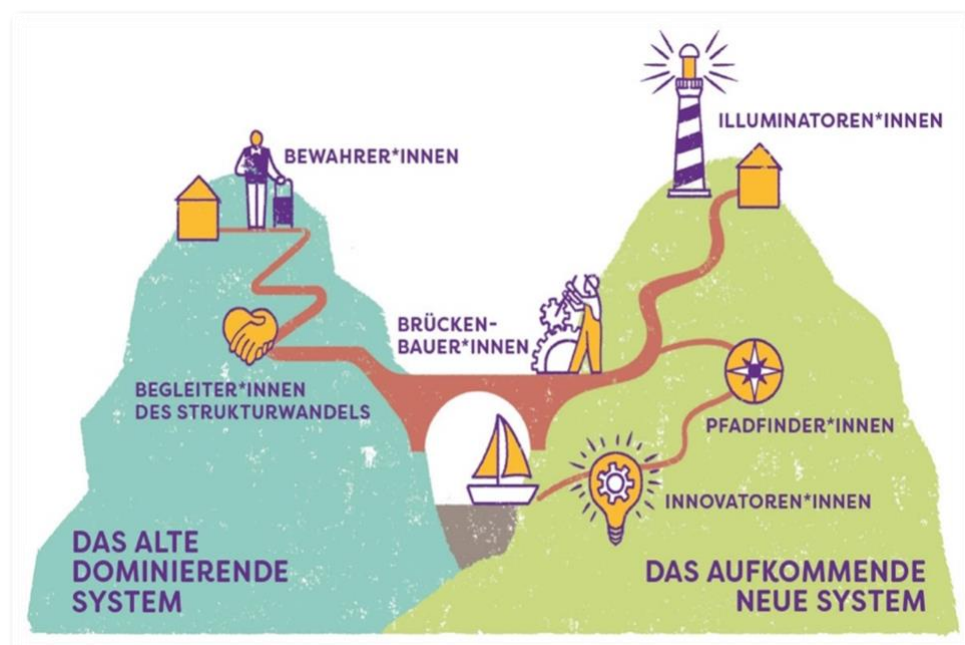 ILLUMINATOREN*INNEN
BEWAHRER*INNEN
BRÜCKEN-
BAUER*INNEN
BEGLEITER*INNEN
DES STRUKTURWANDELS
PFADFINDER*INNEN
INNOVATOREN*INNEN
DAS ALTE
DOMINIERENDE
SYSTEM
DAS AUFKOMMENDE
NEUE SYSTEM